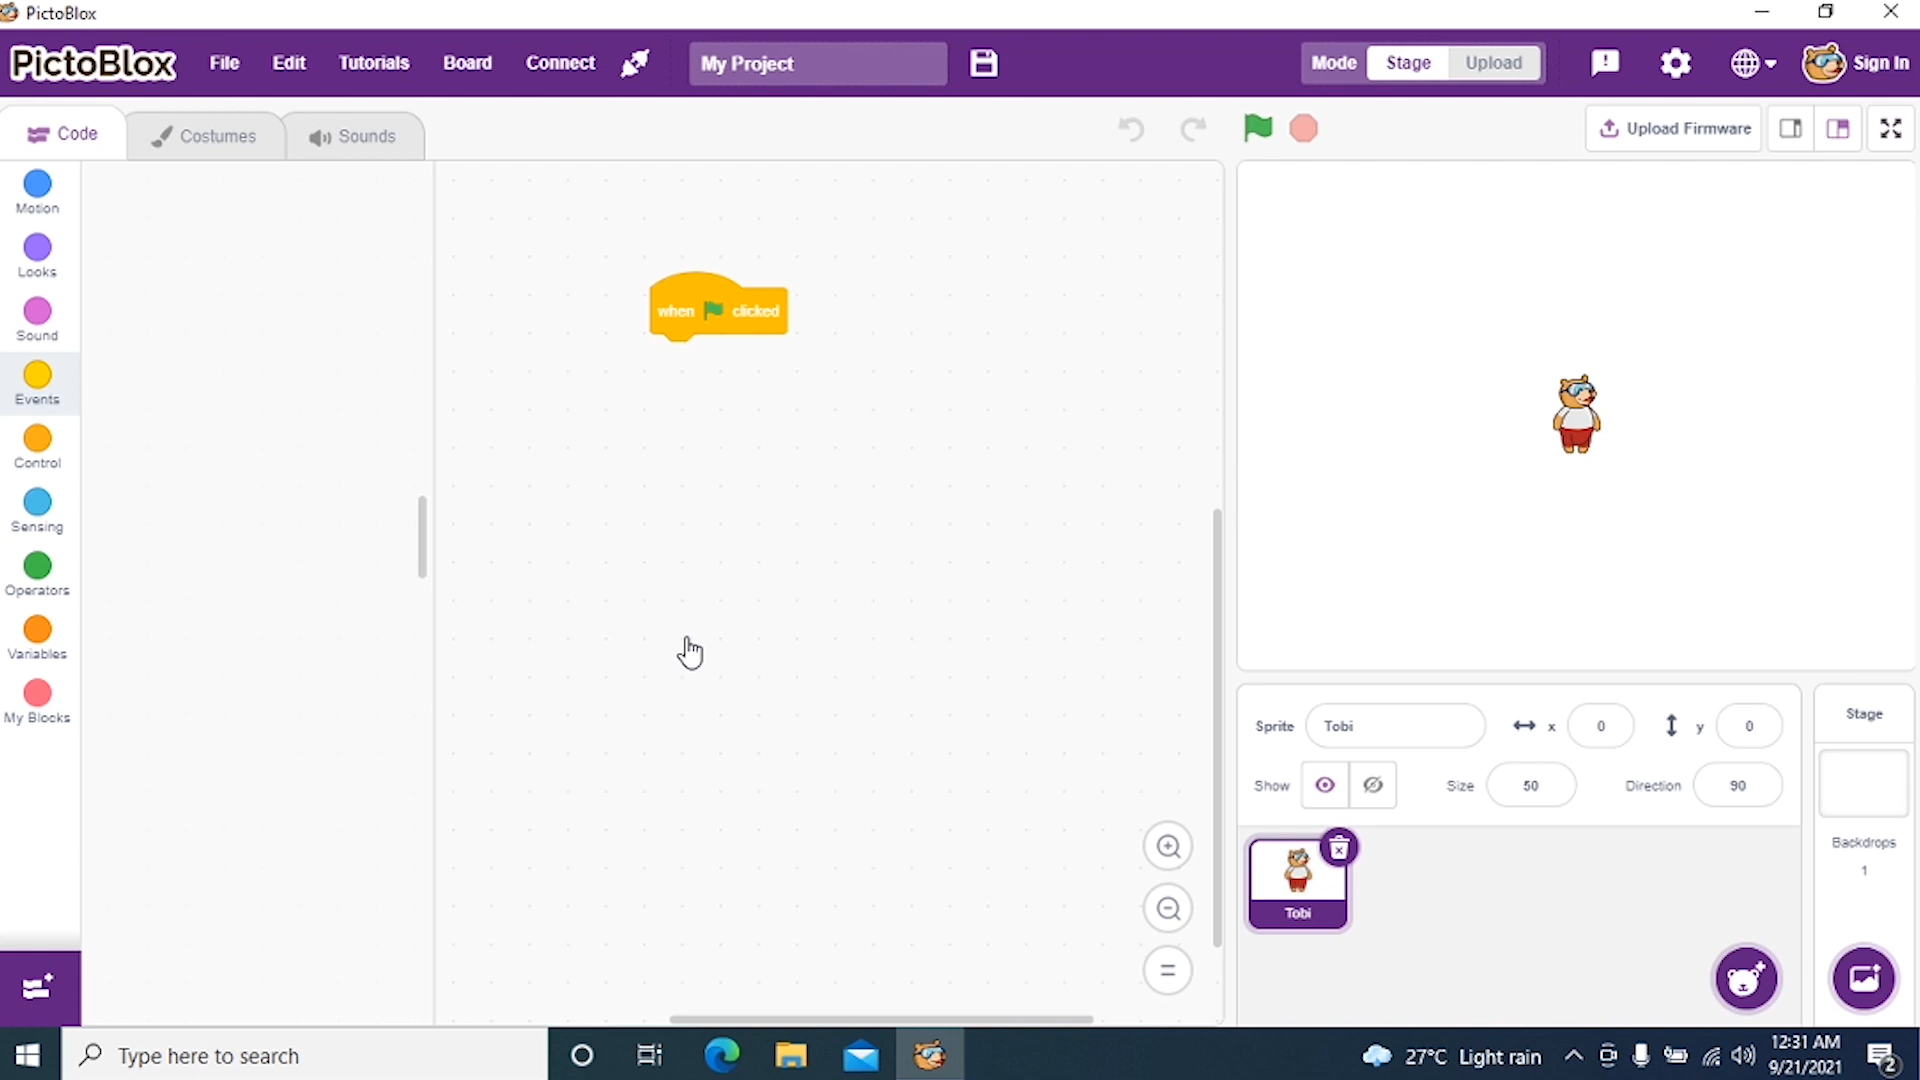 PictoBlox
PictoBlox File Edit Tutorials Board Connect My Project Mode Stage Upload Sign In
Code Costumes Sounds Upload Firmware
Motion
Looks
Sound
Events
Control
Sensing
Operators
Variables
My Blocks
when clicked
Sprite Tobi x 0 y 0
Show Size 50 Direction 90
Tobi
Stage
Backdrops
1
Type here to search
27°C Light rain
12:31 AM
9/21/2021
2